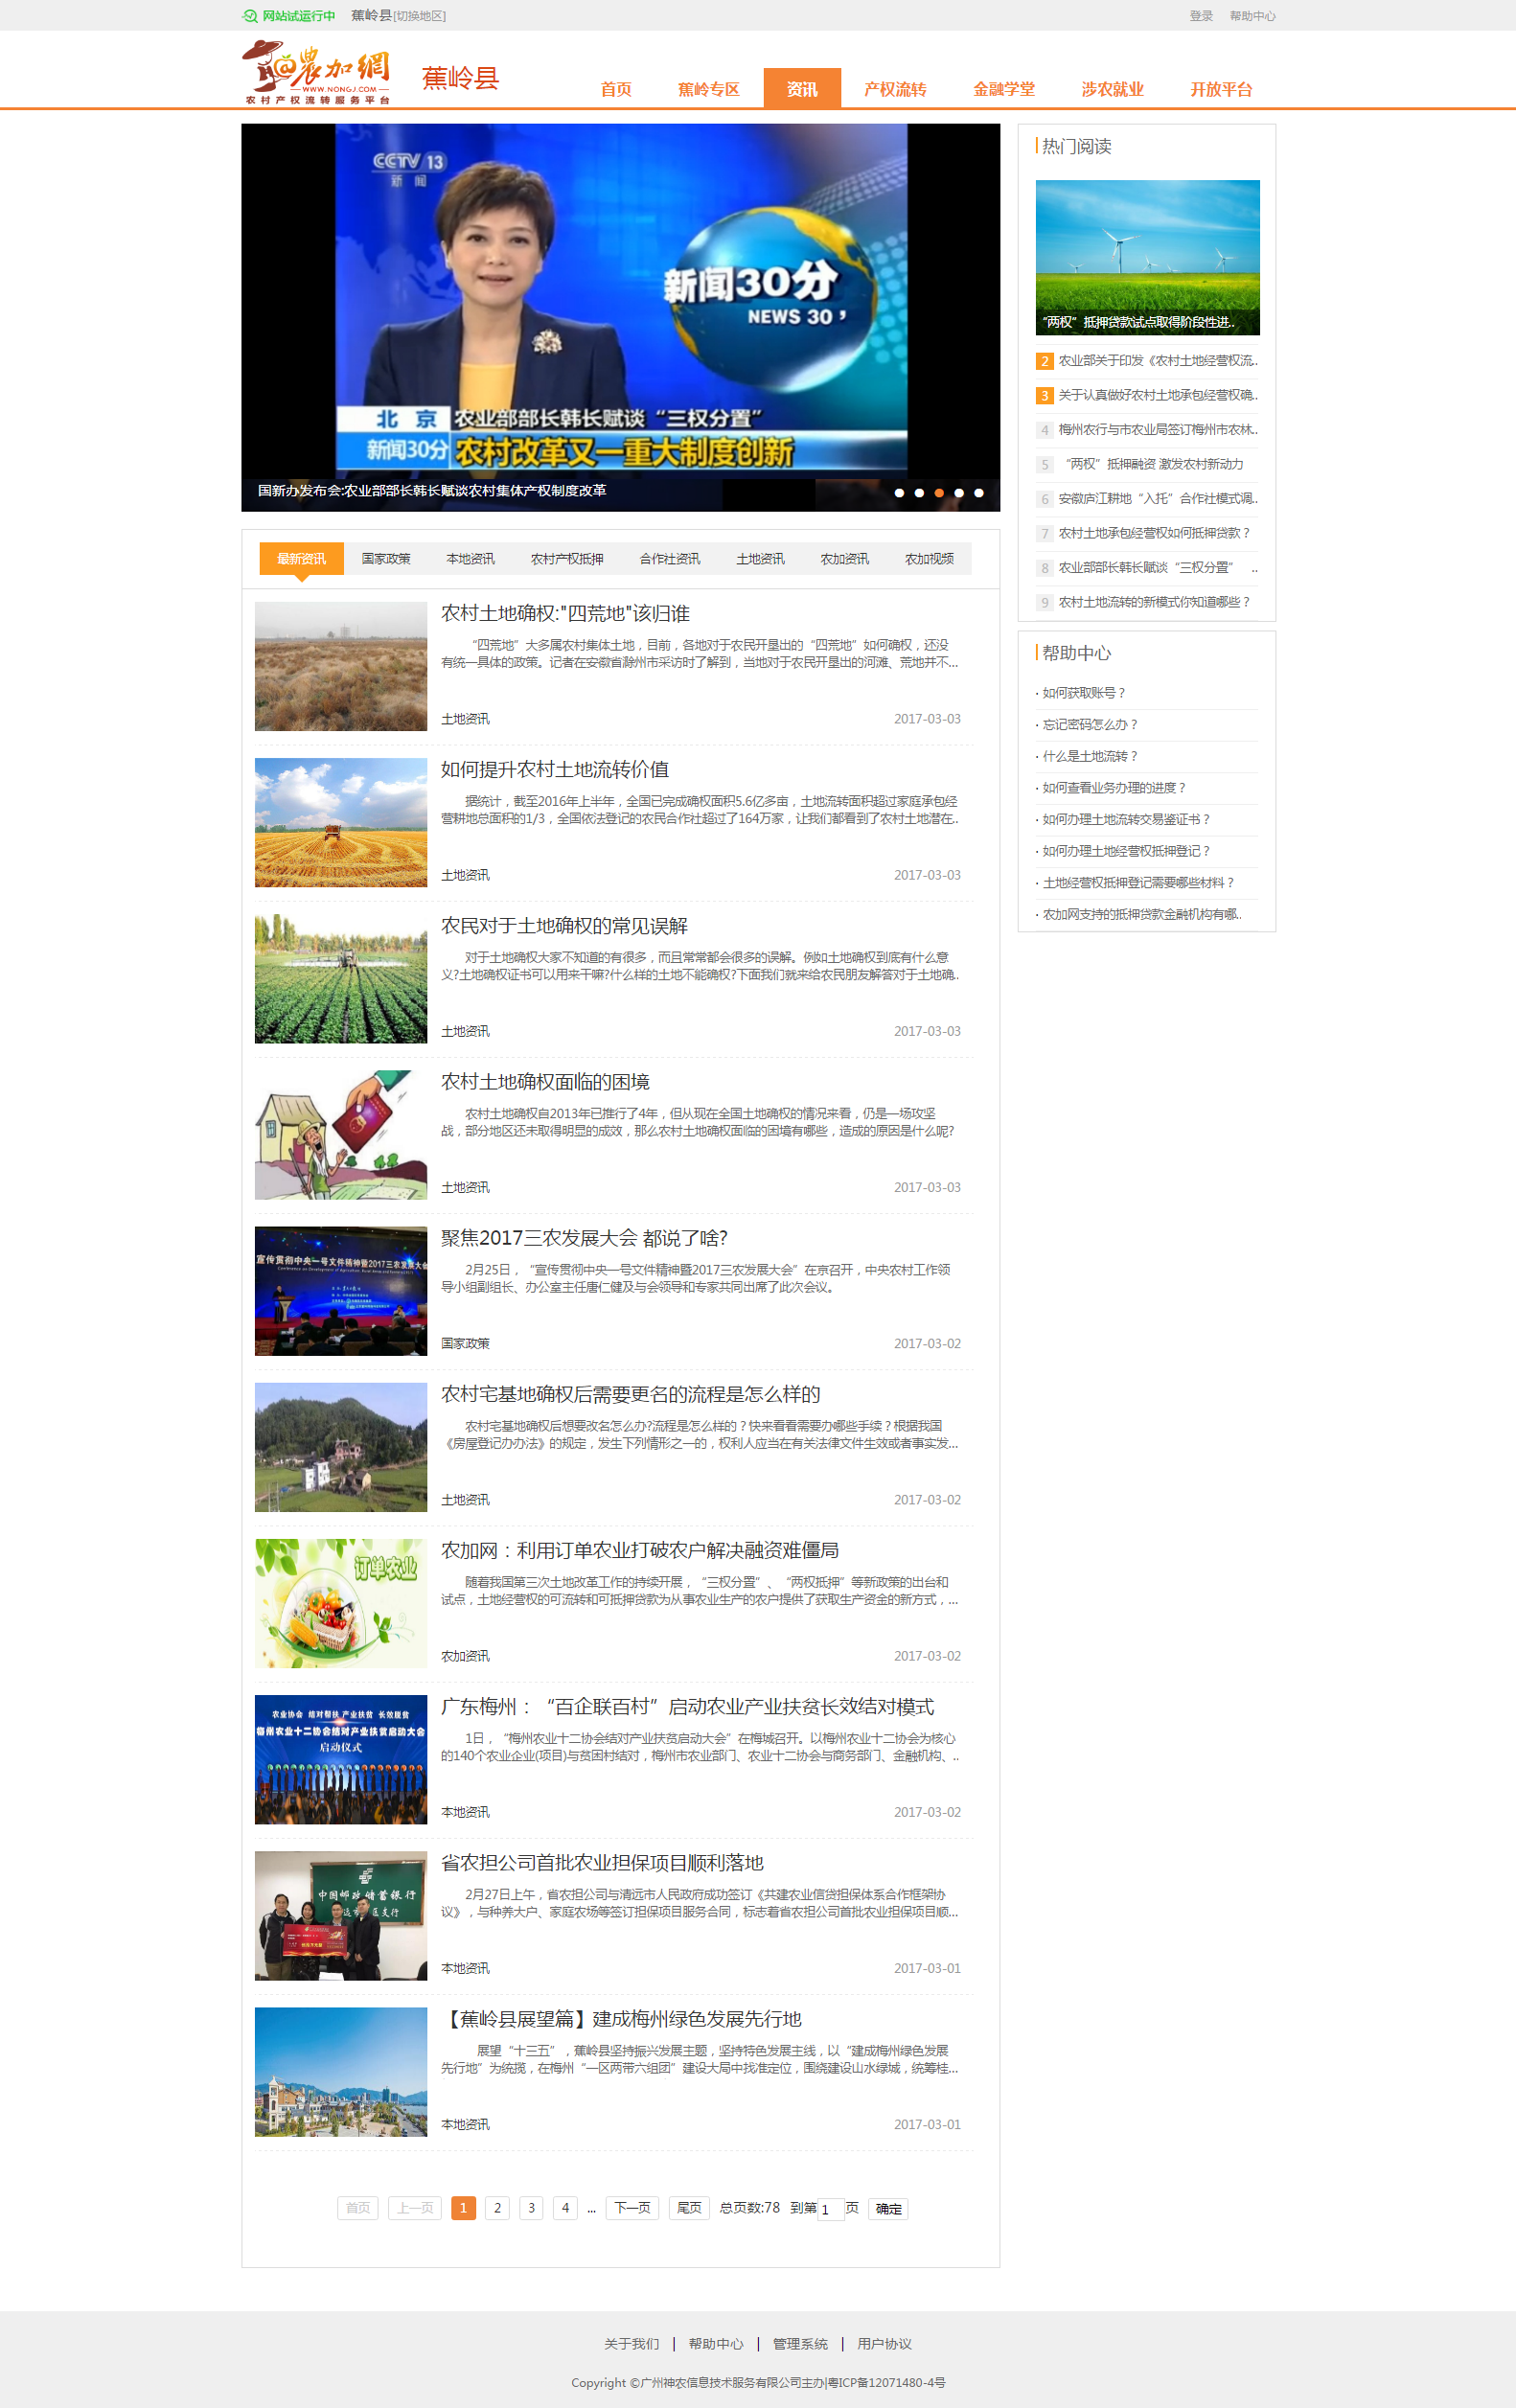 网站试运行中 蕉岭县[切换地区] 登录 帮助中心
農加網
WWW.NONGJ.COM
农村产权流转服务平台
蕉岭县
首页 蕉岭专区 资讯 产权流转 金融学堂 涉农就业 开放平台
CCTV 13
新闻
新闻30分
NEWS 30'
北京 农业部部长韩长赋谈“三权分置”
新闻30分 农村改革又一重大制度创新
国新办发布会:农业部部长韩长赋谈农村集体产权制度改革
最新资讯 国家政策 本地资讯 农村产权抵押 合作社资讯 土地资讯 农加资讯 农加视频
农村土地确权:"四荒地"该归谁
“四荒地”大多属农村集体土地，目前，各地对于农民开垦出的“四荒地”如何确权，还没
有统一具体的政策。记者在安徽省滁州市采访时了解到，当地对于农民开垦出的河滩、荒地并不...
土地资讯 2017-03-03
如何提升农村土地流转价值
据统计，截至2016年上半年，全国已完成确权面积5.6亿多亩，土地流转面积超过家庭承包经
营耕地总面积的1/3，全国依法登记的农民合作社超过了164万家，让我们都看到了农村土地潜在..
土地资讯 2017-03-03
农民对于土地确权的常见误解
对于土地确权大家不知道的有很多，而且常常都会很多的误解。例如土地确权到底有什么意
义?土地确权证书可以用来干嘛?什么样的土地不能确权?下面我们就来给农民朋友解答对于土地确..
土地资讯 2017-03-03
农村土地确权面临的困境
农村土地确权自2013年已推行了4年，但从现在全国土地确权的情况来看，仍是一场攻坚
战，部分地区还未取得明显的成效，那么农村土地确权面临的困境有哪些，造成的原因是什么呢?
土地资讯 2017-03-03
宣传贯彻中央一号文件精神暨2017三农发展大会
聚焦2017三农发展大会 都说了啥?
2月25日，“宣传贯彻中央一号文件精神暨2017三农发展大会”在京召开，中央农村工作领
导小组副组长、办公室主任唐仁健及与会领导和专家共同出席了此次会议。
国家政策 2017-03-02
农村宅基地确权后需要更名的流程是怎么样的
农村宅基地确权后想要改名怎么办?流程是怎么样的？快来看看需要办哪些手续？根据我国
《房屋登记办办法》的规定，发生下列情形之一的，权利人应当在有关法律文件生效或者事实发...
土地资讯 2017-03-02
订单农业
农加网：利用订单农业打破农户解决融资难僵局
随着我国第三次土地改革工作的持续开展，“三权分置”、“两权抵押”等新政策的出台和
试点，土地经营权的可流转和可抵押贷款为从事农业生产的农户提供了获取生产资金的新方式，...
农加资讯 2017-03-02
农业协会 结对帮扶 产业扶贫 长效脱贫
梅州农业十二协会结对产业扶贫启动大会
启动仪式
广东梅州：“百企联百村”启动农业产业扶贫长效结对模式
1日，“梅州农业十二协会结对产业扶贫启动大会”在梅城召开。以梅州农业十二协会为核心
的140个农业企业(项目)与贫困村结对，梅州市农业部门、农业十二协会与商务部门、金融机构、..
本地资讯 2017-03-02
中国邮政储蓄银行
省农担公司首批农业担保项目顺利落地
2月27日上午，省农担公司与清远市人民政府成功签订《共建农业信贷担保体系合作框架协
议》，与种养大户、家庭农场等签订担保项目服务合同，标志着省农担公司首批农业担保项目顺...
本地资讯 2017-03-01
【蕉岭县展望篇】建成梅州绿色发展先行地
展望“十三五”，蕉岭县坚持振兴发展主题，坚持特色发展主线，以“建成梅州绿色发展
先行地”为统揽，在梅州“一区两带六组团”建设大局中找准定位，围绕建设山水绿城，统筹桂...
本地资讯 2017-03-01
首页 上一页 1 2 3 4 ... 下一页 尾页 总页数:78 到第 1 页 确定
热门阅读
“两权”抵押贷款试点取得阶段性进..
2 农业部关于印发《农村土地经营权流..
3 关于认真做好农村土地承包经营权确..
4 梅州农行与市农业局签订梅州市农林..
5 “两权”抵押融资 激发农村新动力
6 安徽庐江耕地“入托”合作社模式调..
7 农村土地承包经营权如何抵押贷款？
8 农业部部长韩长赋谈“三权分置” ..
9 农村土地流转的新模式你知道哪些？
帮助中心
· 如何获取账号？
· 忘记密码怎么办？
· 什么是土地流转？
· 如何查看业务办理的进度？
· 如何办理土地流转交易鉴证书？
· 如何办理土地经营权抵押登记？
· 土地经营权抵押登记需要哪些材料？
· 农加网支持的抵押贷款金融机构有哪..
关于我们 | 帮助中心 | 管理系统 | 用户协议
Copyright ©广州神农信息技术服务有限公司主办|粤ICP备12071480-4号